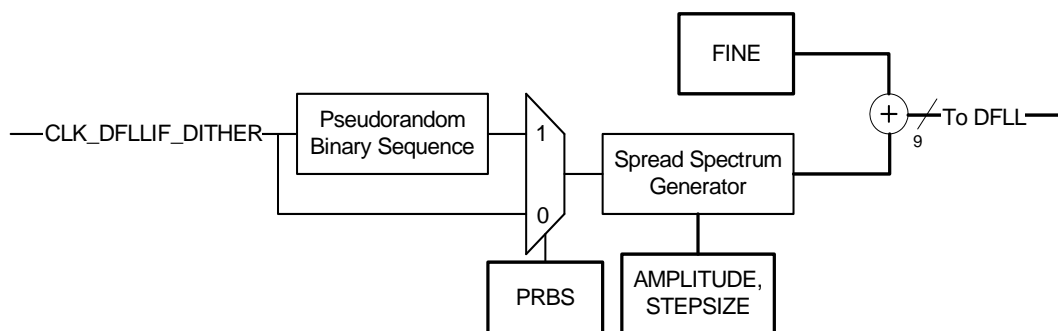 FINE
Pseudorandom
Binary Sequence
CLK_DFLLIF_DITHER
1
+
To DFLL
9
Spread Spectrum
Generator
0
PRBS
AMPLITUDE,
STEPSIZE